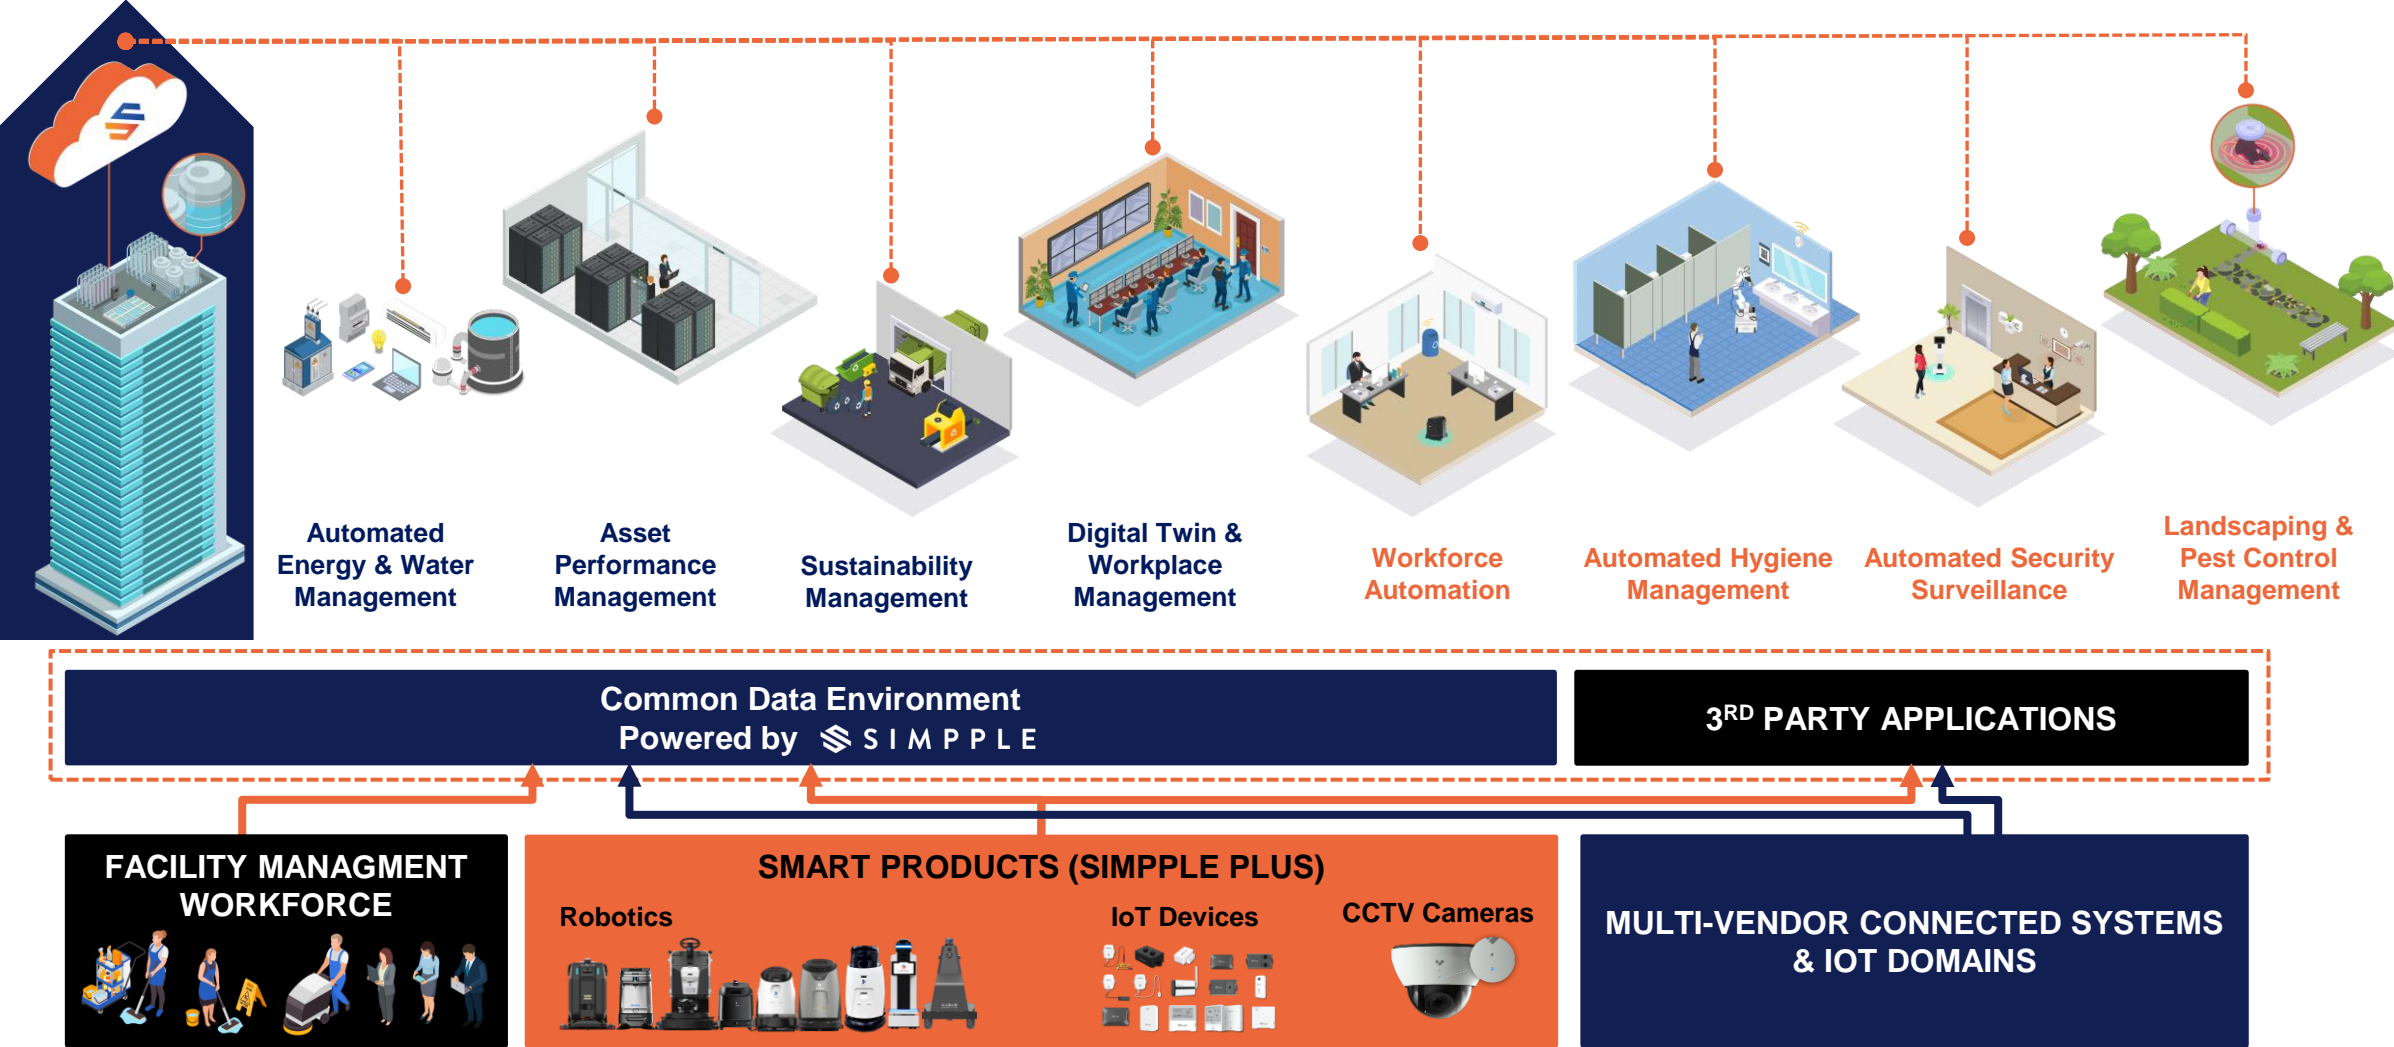 Automated
Energy & Water
Management
Asset
Performance
Management
Sustainability
Management
Digital Twin &
Workplace
Management
Workforce
Automation
Automated Hygiene
Management
Automated Security
Surveillance
Landscaping &
Pest Control
Management
Common Data Environment
Powered by SIMPPLE
3RD PARTY APPLICATIONS
FACILITY MANAGMENT
WORKFORCE
SMART PRODUCTS (SIMPPLE PLUS)
Robotics
IoT Devices
CCTV Cameras
MULTI-VENDOR CONNECTED SYSTEMS
& IOT DOMAINS